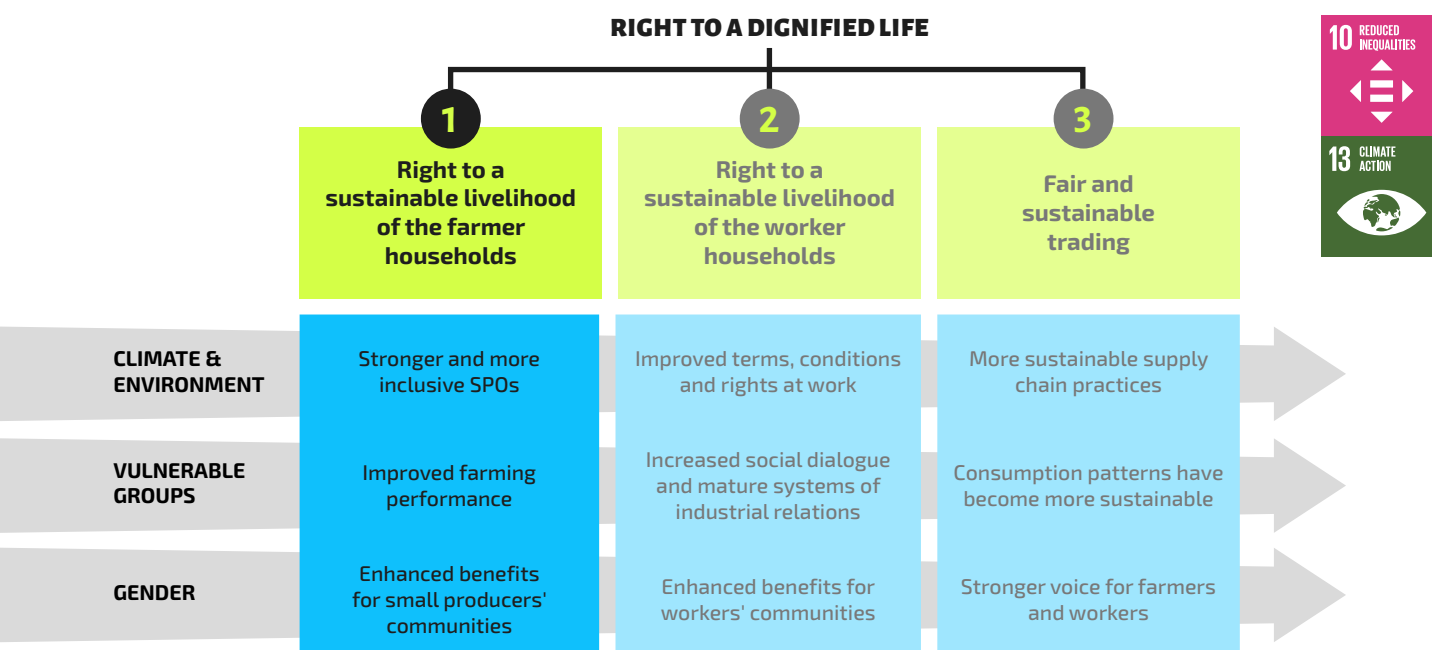 RIGHT TO A DIGNIFIED LIFE
10 REDUCED
INEQUALITIES
13 CLIMATE
ACTION
1
Right to a
sustainable livelihood
of the farmer
households
2
Right to a
sustainable livelihood
of the worker
households
3
Fair and
sustainable
trading
CLIMATE &
ENVIRONMENT
Stronger and more
inclusive SPOs
Improved terms, conditions
and rights at work
More sustainable supply
chain practices
VULNERABLE
GROUPS
Improved farming
performance
Increased social dialogue
and mature systems of
industrial relations
Consumption patterns have
become more sustainable
GENDER
Enhanced benefits
for small producers'
communities
Enhanced benefits for
workers' communities
Stronger voice for farmers
and workers